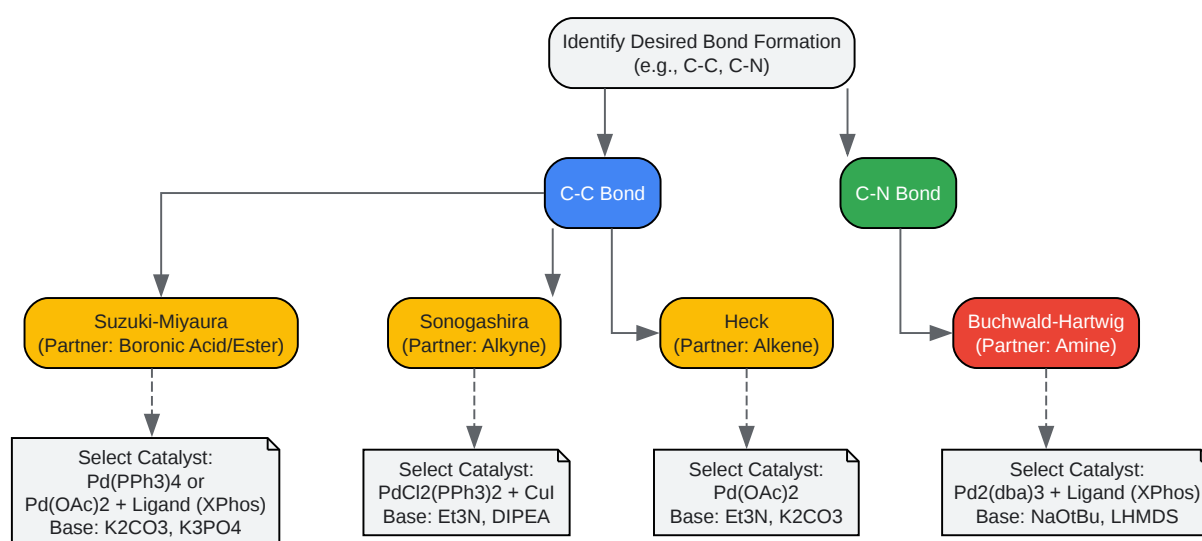 Identify Desired Bond Formation
(e.g., C-C, C-N)
C-C Bond
C-N Bond
Suzuki-Miyaura
(Partner: Boronic Acid/Ester)
Sonogashira
(Partner: Alkyne)
Heck
(Partner: Alkene)
Buchwald-Hartwig
(Partner: Amine)
Select Catalyst:
Pd(PPh3)4 or
Pd(OAc)2 + Ligand (XPhos)
Base: K2CO3, K3PO4
Select Catalyst:
PdCl2(PPh3)2 + CuI
Base: Et3N, DIPEA
Select Catalyst:
Pd(OAc)2
Base: Et3N, K2CO3
Select Catalyst:
Pd2(dba)3 + Ligand (XPhos)
Base: NaOtBu, LHMDS